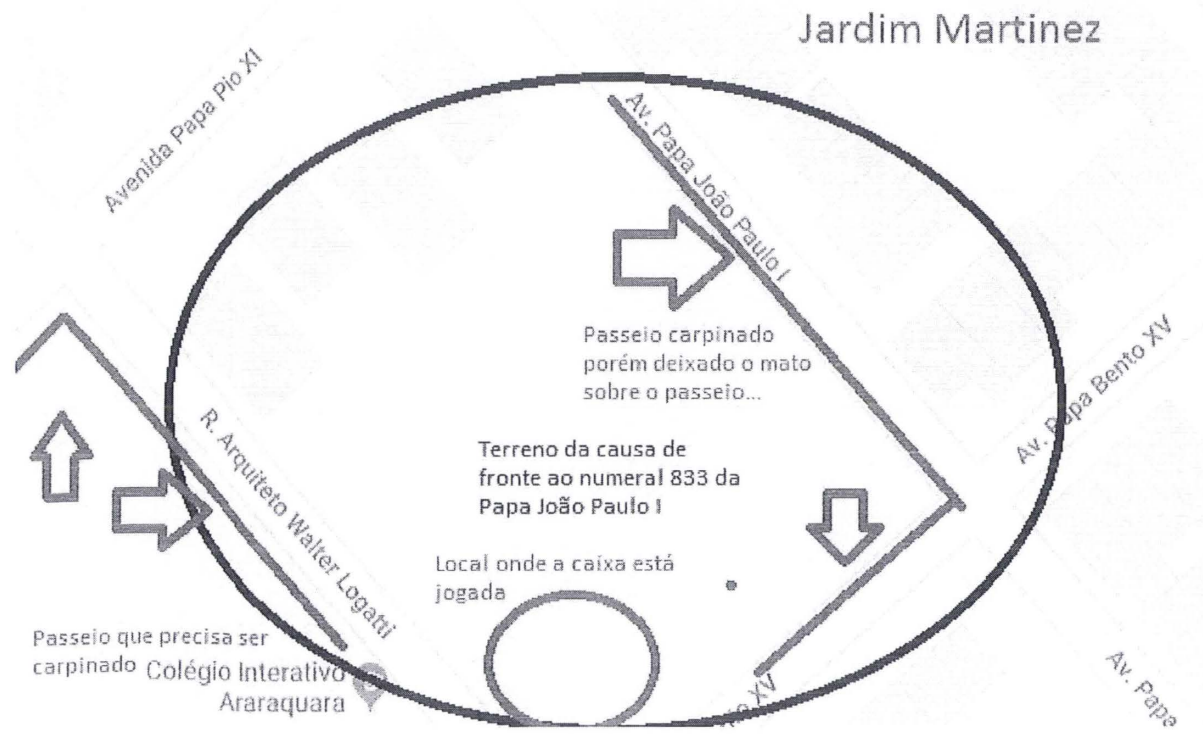 Jardim Martinez
Avenida Papa Pio XI
Av. Papa João Paulo I
Passeio carpinado
porém deixado o mato
sobre o passeio...
Av. Papa Bento XV
R. Arquiteto Walter Logatti
Terreno da causa de
fronte ao numeral 833 da
Papa João Paulo I
Local onde a caixa está
jogada
Passeio que precisa ser
carpinado
Colégio Interativo
Araraquara
XV
Av. Papa